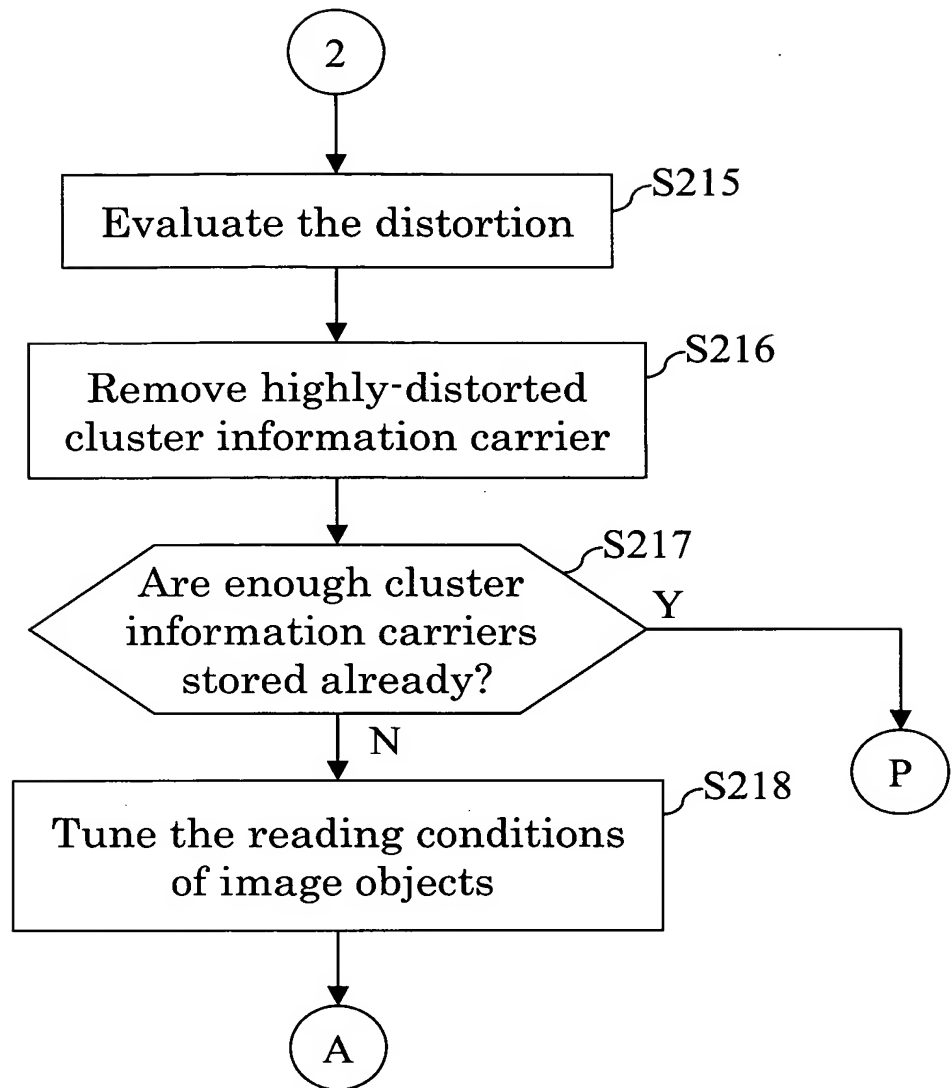 2
S215
Evaluate the distortion
S216
Remove highly-distorted
cluster information carrier
S217
Are enough cluster
information carriers
stored already?
Y
N
P
S218
Tune the reading conditions
of image objects
A